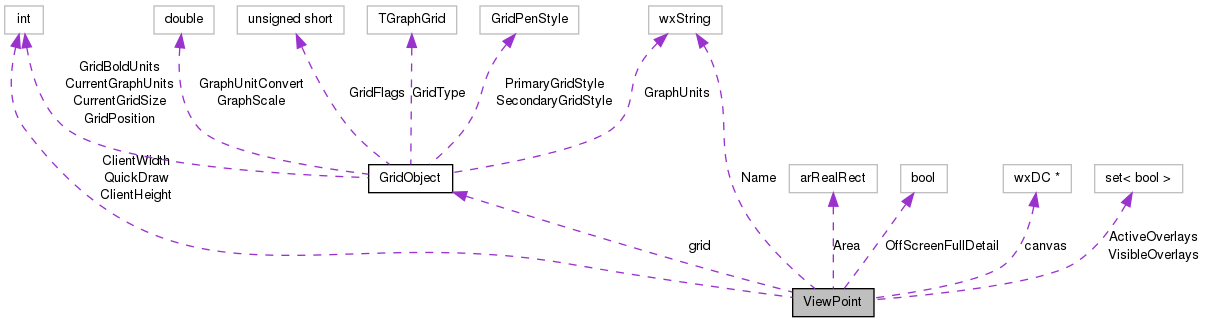 int
double
unsigned short
TGraphGrid
GridPenStyle
wxString
GridBoldUnits
CurrentGraphUnits
CurrentGridSize
GridPosition
GraphUnitConvert
GraphScale
GridFlags
GridType
PrimaryGridStyle
SecondaryGridStyle
GraphUnits
ClientWidth
QuickDraw
ClientHeight
GridObject
Name
arRealRect
bool
wxDC *
set< bool >
grid
Area
OffScreenFullDetail
canvas
ActiveOverlays
VisibleOverlays
ViewPoint